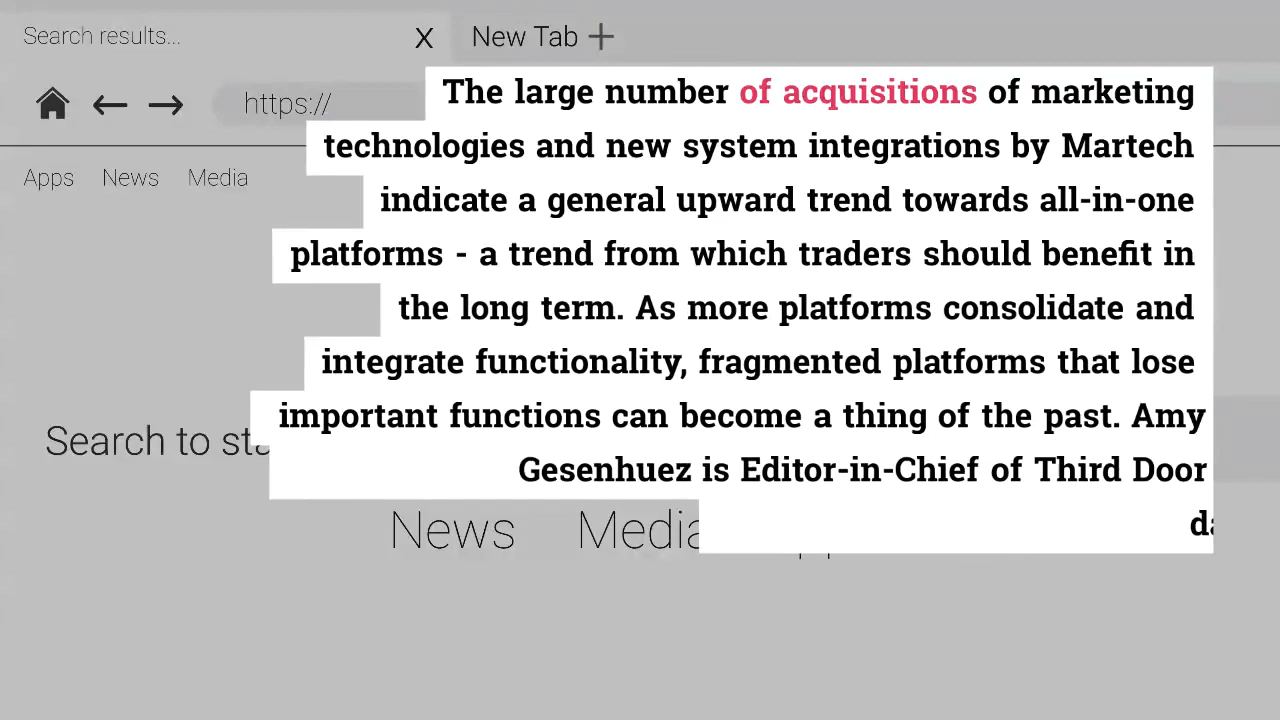 Search results...
X
New Tab +
https://
Apps News Media
The large number of acquisitions of marketing
technologies and new system integrations by Martech
indicate a general upward trend towards all-in-one
platforms - a trend from which traders should benefit in
the long term. As more platforms consolidate and
integrate functionality, fragmented platforms that lose
important functions can become a thing of the past. Amy
Gesenhuez is Editor-in-Chief of Third Door
Search to
News Media